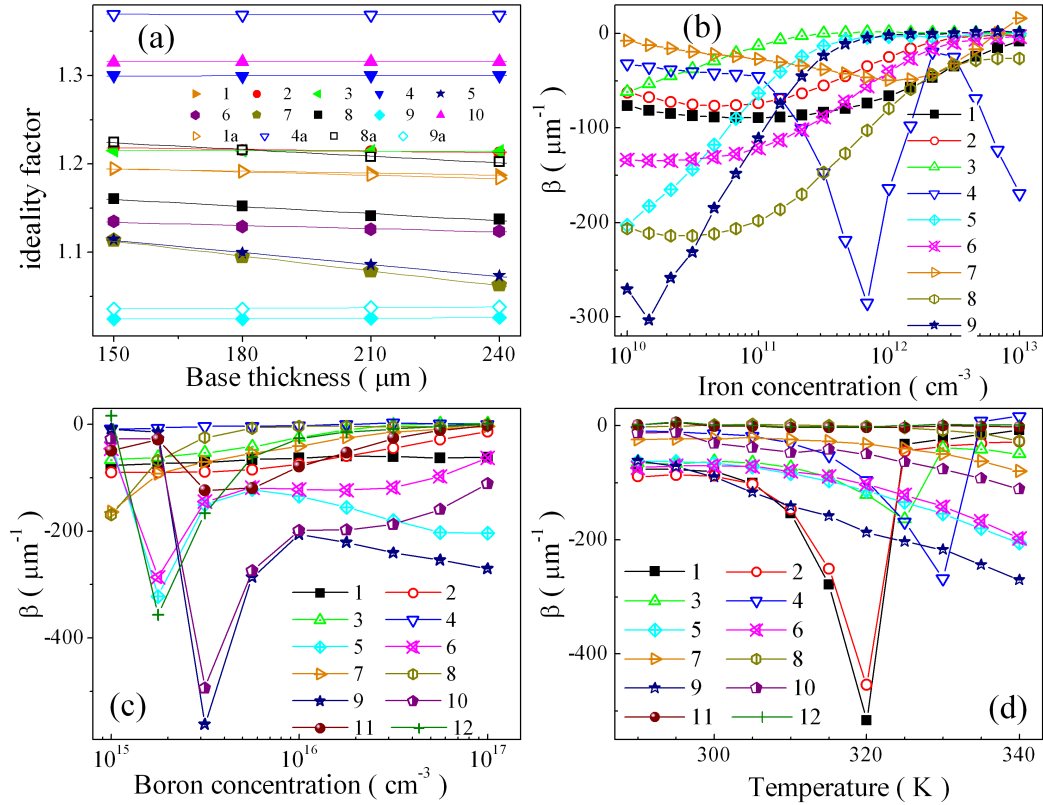 (a)
ideality factor
1.3
1.2
1.1
1 2 3 4 5
6 7 8 9 10
1a 4a 8a 9a
150 180 210 240
Base thickness ( μm )
(b)
β ( μm⁻¹ )
0
-100
-200
-300
1
2
3
4
5
6
7
8
9
10¹⁰ 10¹¹ 10¹² 10¹³
Iron concentration ( cm⁻³ )
(c)
β ( μm⁻¹ )
0
-200
-400
1 2
3 4
5 6
7 8
9 10
11 12
10¹⁵ 10¹⁶ 10¹⁷
Boron concentration ( cm⁻³ )
(d)
β ( μm⁻¹ )
0
-200
-400
1 2
3 4
5 6
7 8
9 10
11 12
300 320 340
Temperature ( K )